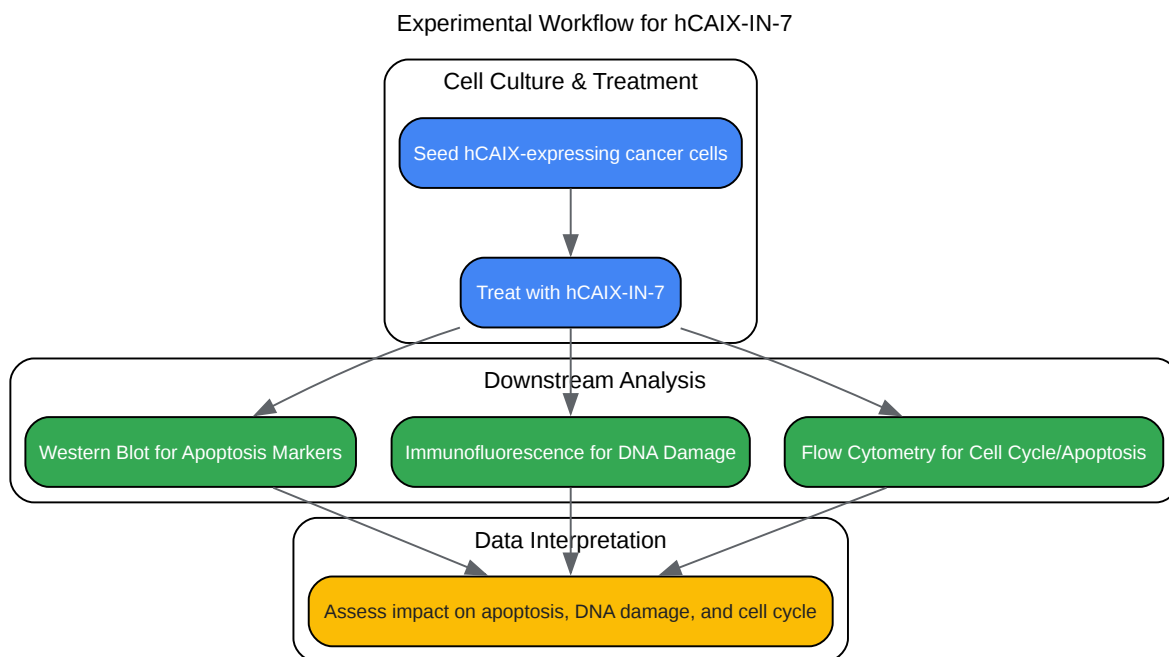 Experimental Workflow for hCAIX-IN-7
Cell Culture & Treatment
Seed hCAIX-expressing cancer cells
Treat with hCAIX-IN-7
Downstream Analysis
Western Blot for Apoptosis Markers
Immunofluorescence for DNA Damage
Flow Cytometry for Cell Cycle/Apoptosis
Data Interpretation
Assess impact on apoptosis, DNA damage, and cell cycle